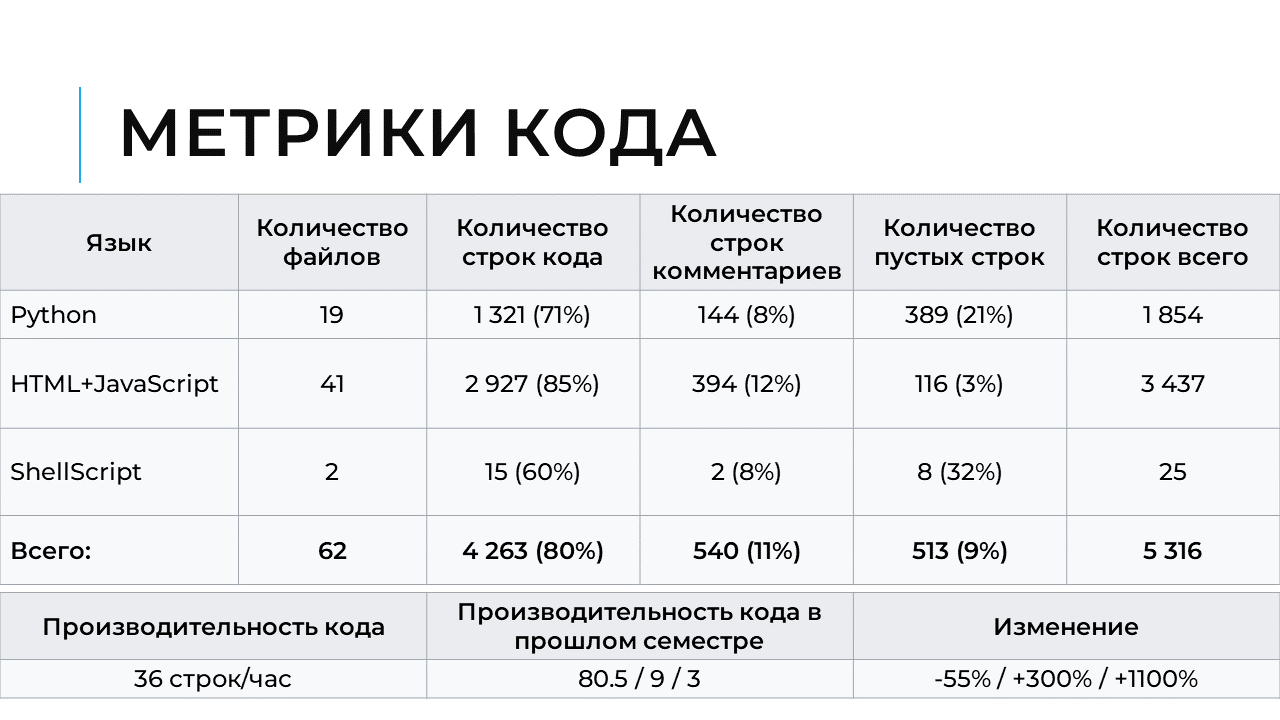 МЕТРИКИ КОДА
Язык
Количество
файлов
Количество
строк кода
Количество
строк
комментариев
Количество
пустых строк
Количество
строк всего
Python 19 1 321 (71%) 144 (8%) 389 (21%) 1 854
HTML+JavaScript 41 2 927 (85%) 394 (12%) 116 (3%) 3 437
ShellScript 2 15 (60%) 2 (8%) 8 (32%) 25
Всего: 62 4 263 (80%) 540 (11%) 513 (9%) 5 316
Производительность кода
Производительность кода в
прошлом семестре
Изменение
36 строк/час 80.5 / 9 / 3 -55% / +300% / +1100%